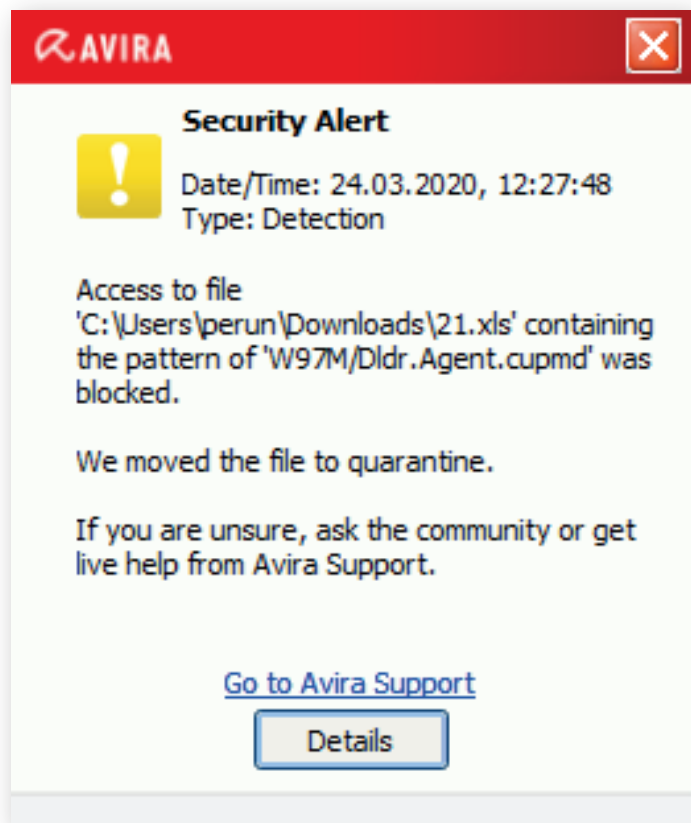 AVIRA
Security Alert
Date/Time: 24.03.2020, 12:27:48
Type: Detection
Access to file
'C:\Users\perun\Downloads\21.xls' containing
the pattern of 'W97M/Dldr.Agent.cupmd' was
blocked.
We moved the file to quarantine.
If you are unsure, ask the community or get
live help from Avira Support.
Go to Avira Support
Details